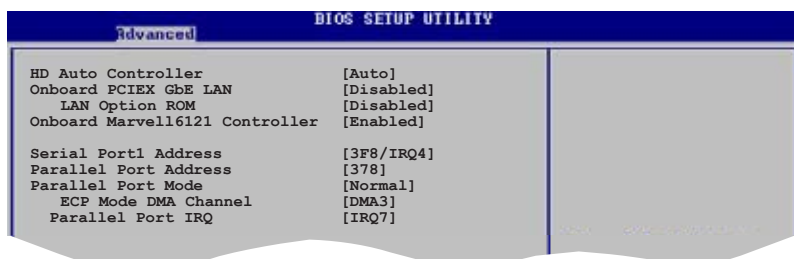 BIOS SETUP UTILITY
Advanced
HD Auto Controller [Auto]
Onboard PCIEX GbE LAN [Disabled]
LAN Option ROM [Disabled]
Onboard Marvell6121 Controller [Enabled]
Serial Port1 Address [3F8/IRQ4]
Parallel Port Address [378]
Parallel Port Mode [Normal]
ECP Mode DMA Channel [DMA3]
Parallel Port IRQ [IRQ7]